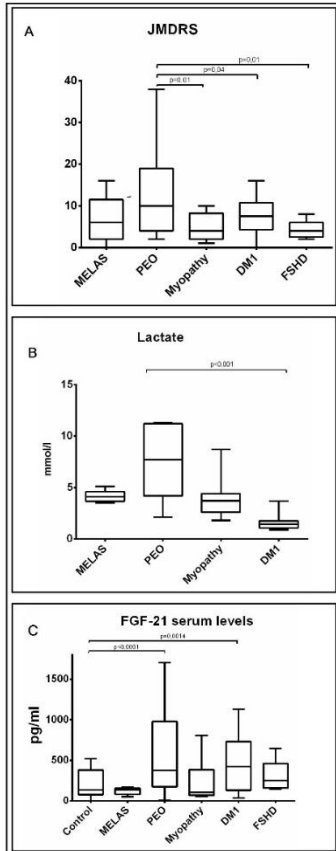 A
JMDRS
p=0,01
p=0,04
p=0.01
40
30
20
10
0
MELAS
PEO
Myopathy
DM1
FSHD
B
Lactate
p<0.001
15
10
5
0
mmol/l
MELAS
PEO
Myopathy
DM1
C
FGF-21 serum levels
p=0.0014
p<0.0001
1500
1000
500
0
pg/ml
Control
MELAS
PEO
Myopathy
DM1
FSHD